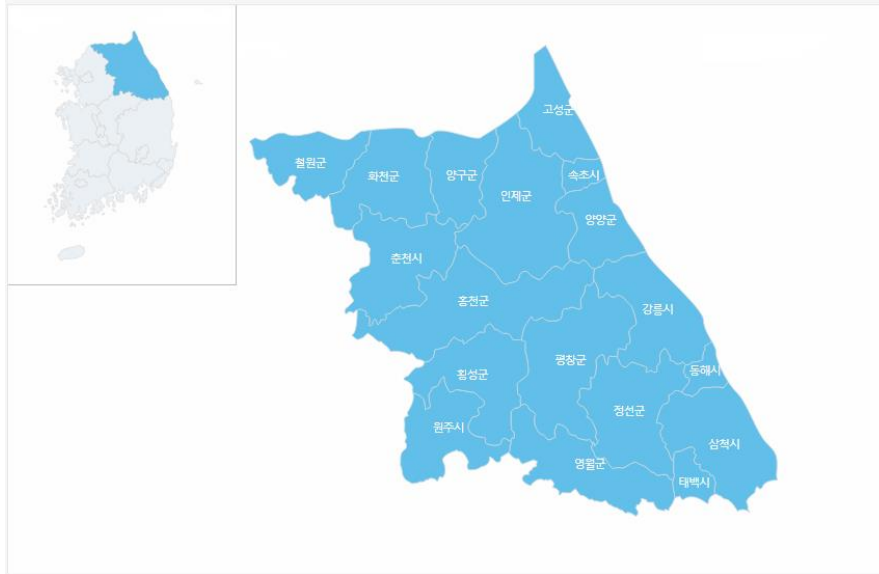 고성군
철원군
화천군
양구군
속초시
인제군
양양군
춘천시
홍천군
강릉시
평창군
동해시
횡성군
정선군
원주시
삼척시
영월군
태백시